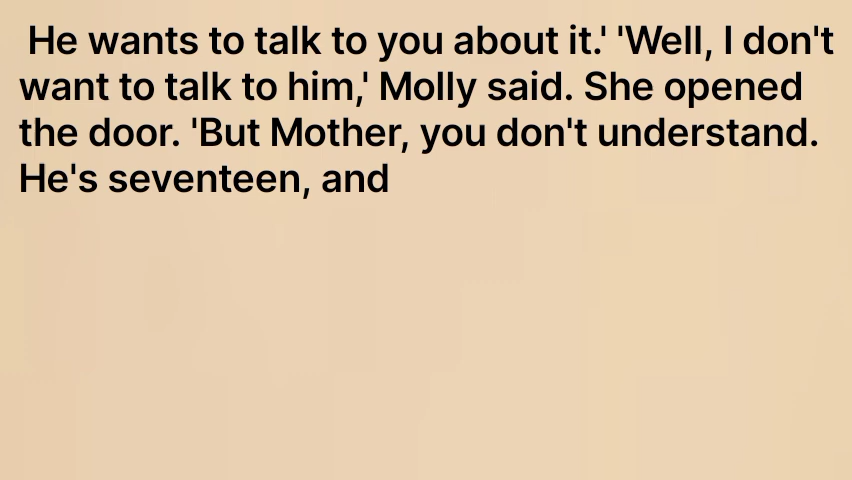 He wants to talk to you about it.' 'Well, I don't
want to talk to him,' Molly said. She opened
the door. 'But Mother, you don't understand.
He's seventeen, and